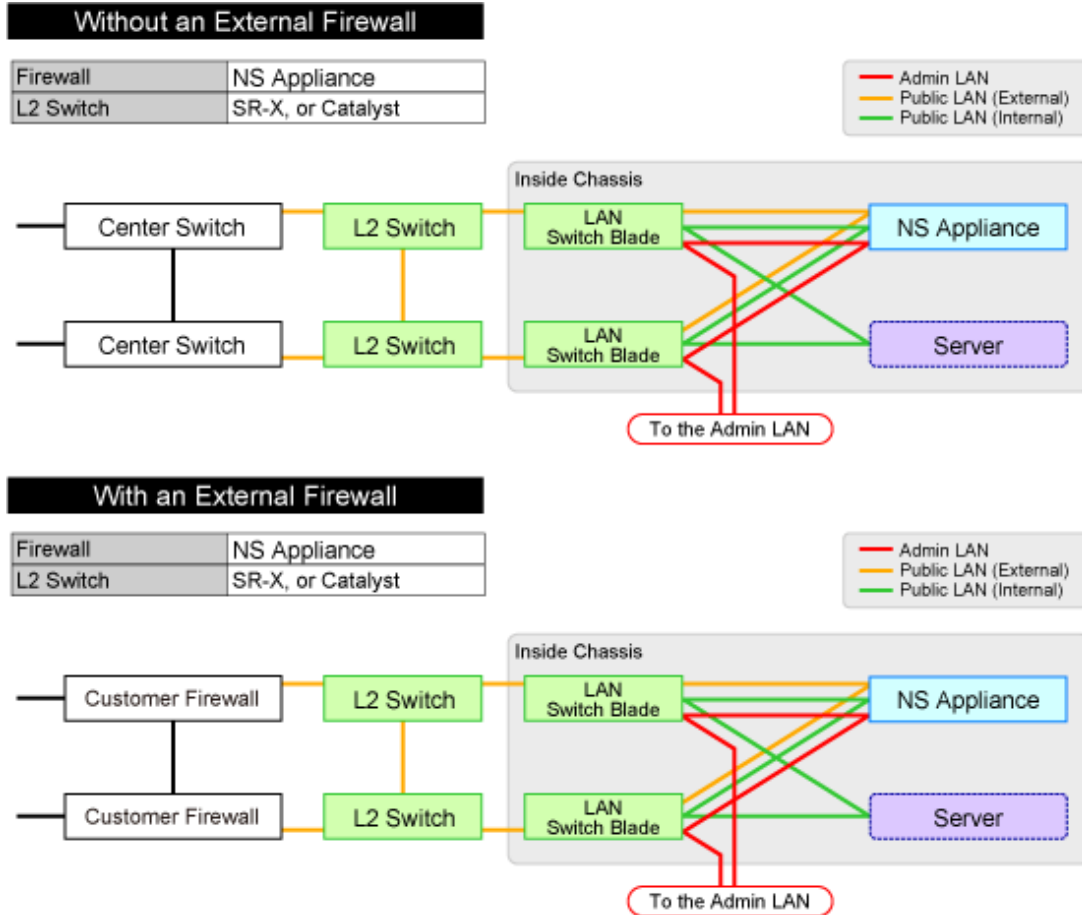 Without an External Firewall
Firewall NS Appliance
L2 Switch SR-X, or Catalyst
Admin LAN
Public LAN (External)
Public LAN (Internal)
Inside Chassis
Center Switch L2 Switch LAN Switch Blade NS Appliance
Center Switch L2 Switch LAN Switch Blade Server
To the Admin LAN
With an External Firewall
Firewall NS Appliance
L2 Switch SR-X, or Catalyst
Admin LAN
Public LAN (External)
Public LAN (Internal)
Inside Chassis
Customer Firewall L2 Switch LAN Switch Blade NS Appliance
Customer Firewall L2 Switch LAN Switch Blade Server
To the Admin LAN